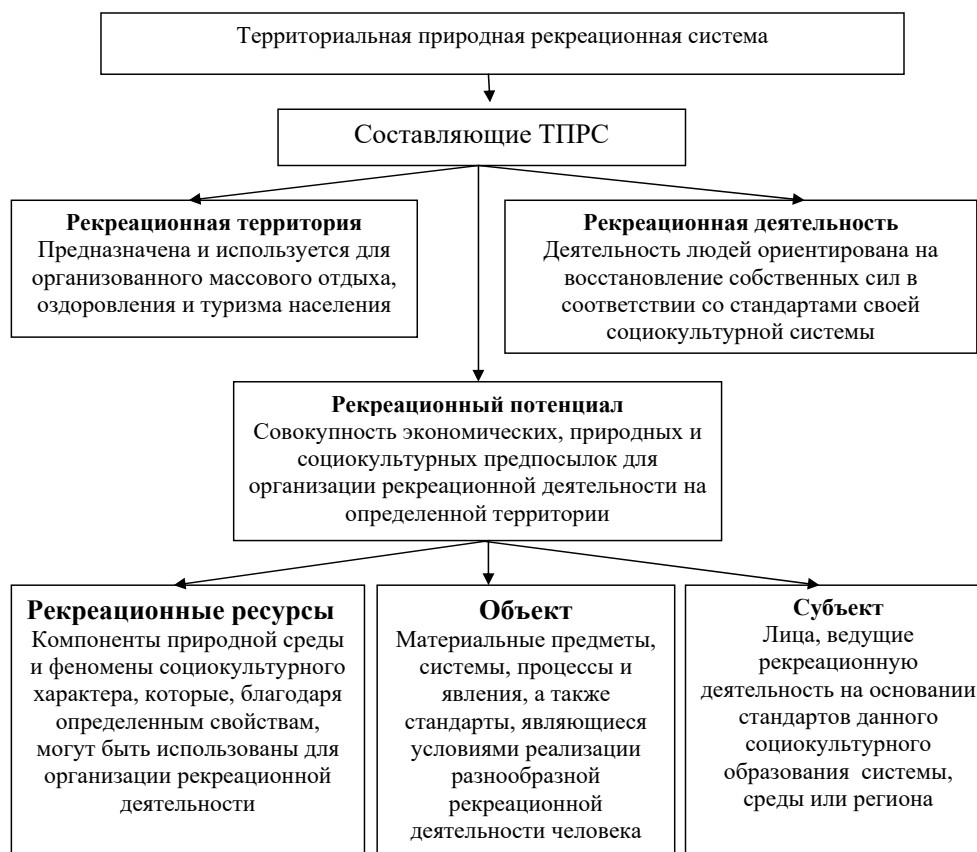 Территориальная природная рекреационная система
Составляющие ТПРС
Рекреационная территория
Предназначена и используется для
организованного массового отдыха,
оздоровления и туризма населения
Рекреационная деятельность
Деятельность людей ориентирована на
восстановление собственных сил в
соответствии со стандартами своей
социокультурной системы
Рекреационный потенциал
Совокупность экономических, природных и
социокультурных предпосылок для
организации рекреационной деятельности на
определенной территории
Рекреационные ресурсы
Компоненты природной среды
и феномены социокультурного
характера, которые, благодаря
определенным свойствам,
могут быть использованы для
организации рекреационной
деятельности
Объект
Материальные предметы,
системы, процессы и
явления, а также
стандарты, являющиеся
условиями реализации
разнообразной
рекреационной
деятельности человека
Субъект
Лица, ведущие
рекреационную
деятельность на основании
стандартов данного
социокультурного
образования системы,
среды или региона